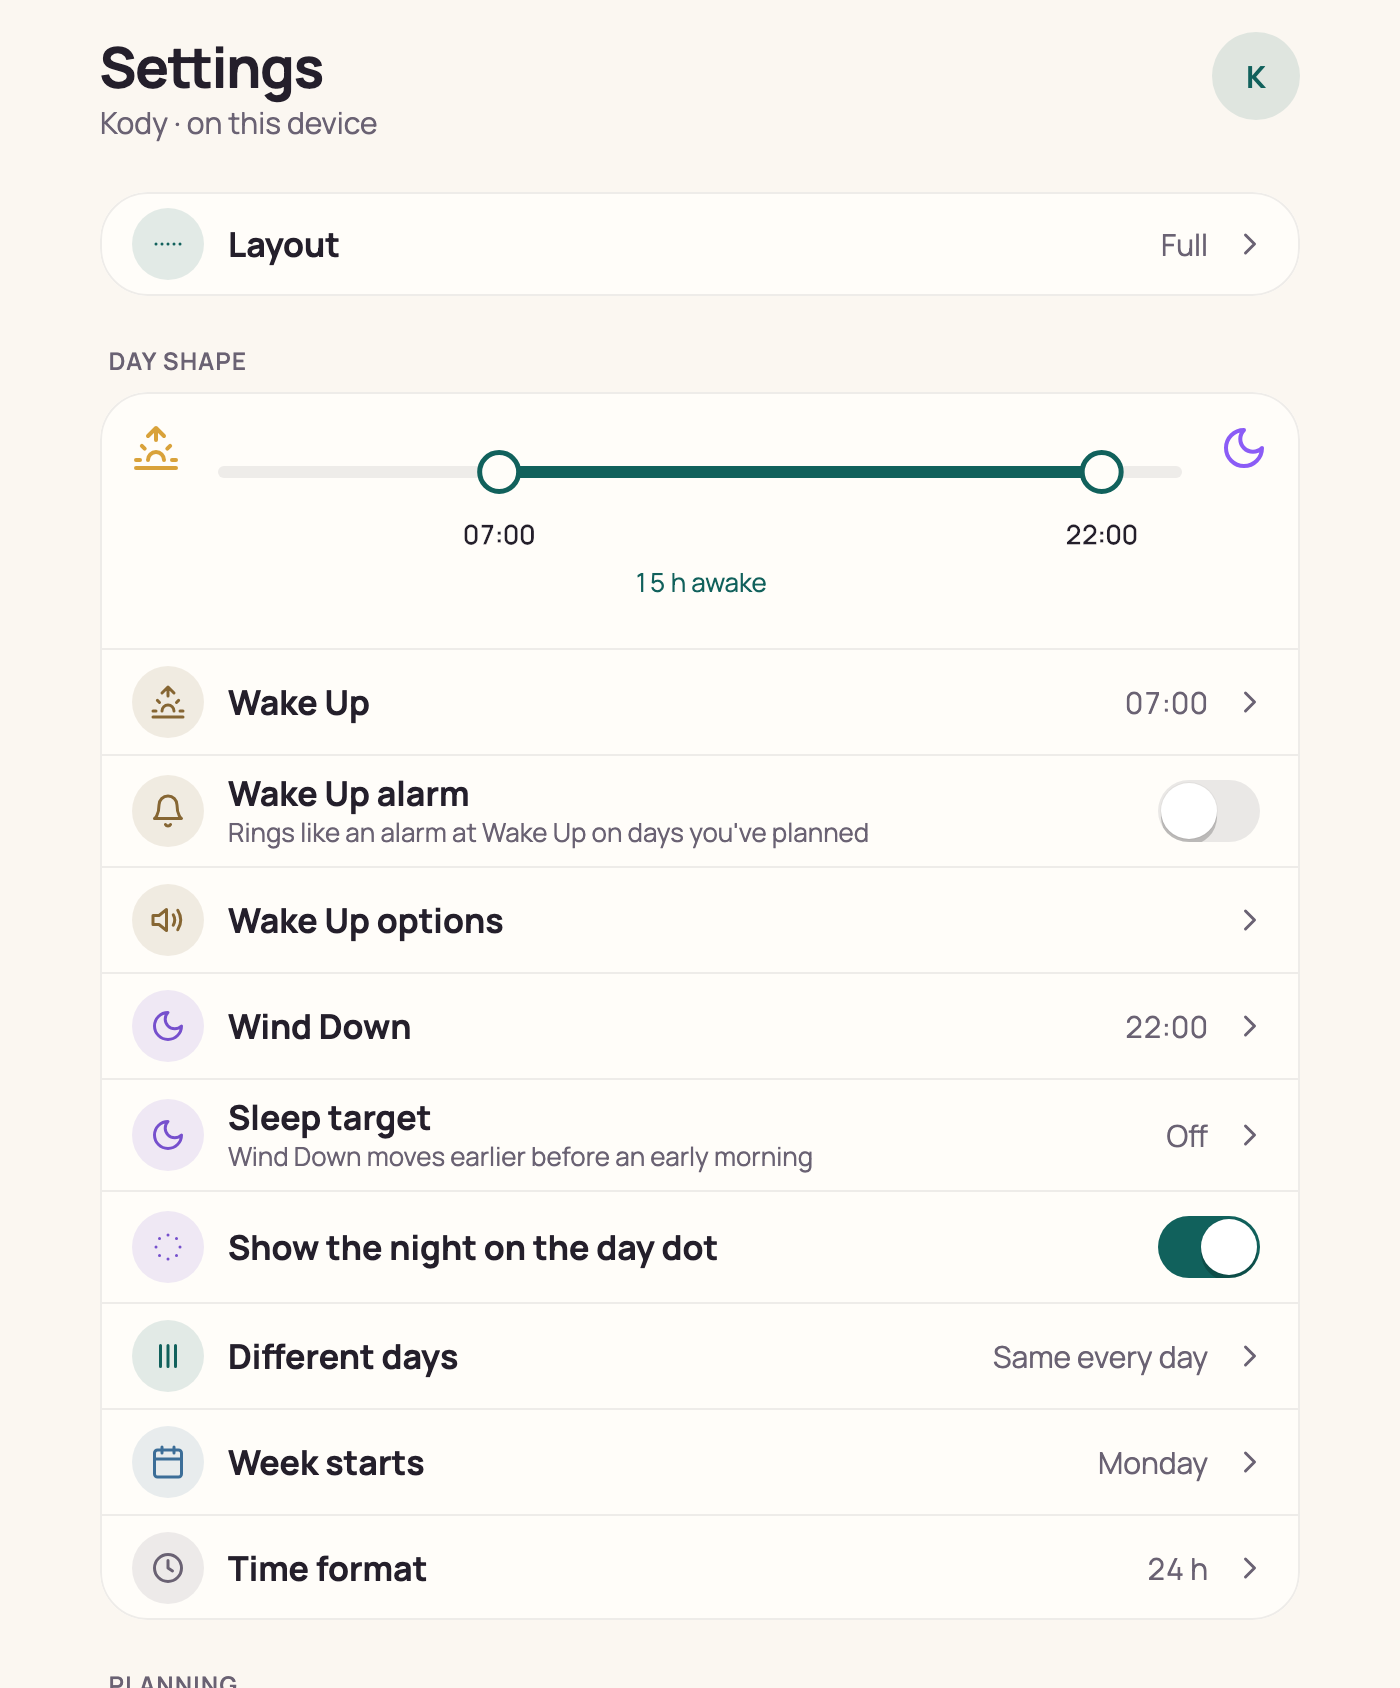 Settings
K
Kody · on this device
Layout
Full
DAY SHAPE
07:00
22:00
15 h awake
Wake Up
07:00
Wake Up alarm
Rings like an alarm at Wake Up on days you've planned
Wake Up options
Wind Down
22:00
Sleep target
Wind Down moves earlier before an early morning
Off
Show the night on the day dot
Different days
Same every day
Week starts
Monday
Time format
24 h
PLANNING